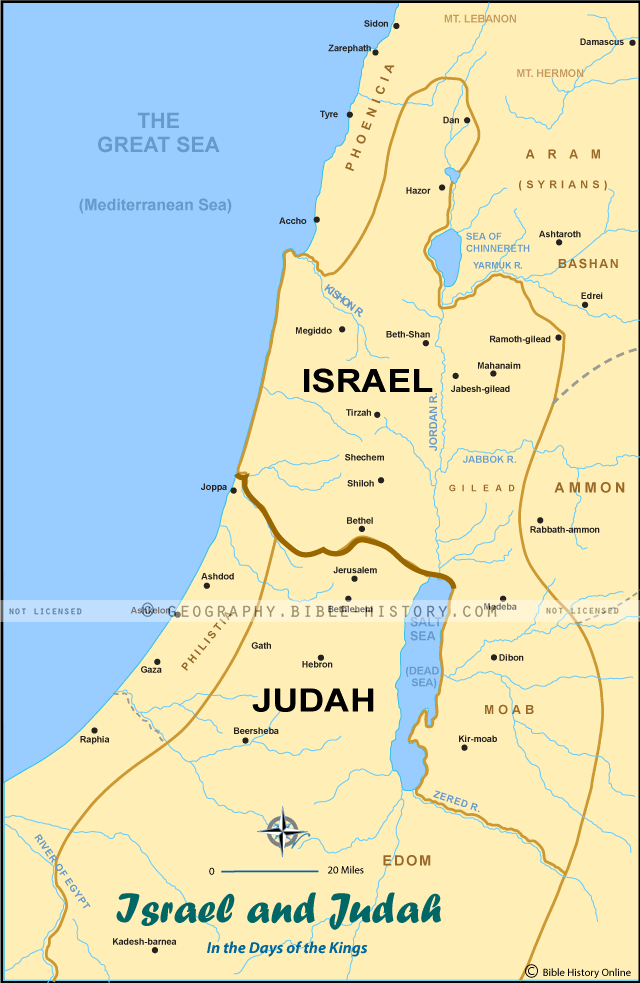 MT. LEBANON
Sidon
Damascus
Zarephath
MT. HERMON
PHOENICIA
THE
GREAT SEA
Tyre
Dan
ARAM
(SYRIANS)
Hazor
(Mediterranean Sea)
Accho
SEA OF
CHINNERETH
Ashtaroth
YARMUK R.
BASHAN
KISHON R.
Edrei
Megiddo
Beth-Shan
Ramoth-gilead
Mahanaim
ISRAEL
Jabesh-gilead
Tirzah
JORDAN R.
Shechem
JABBOK R.
Joppa
Shiloh
GILEAD
AMMON
Bethel
Rabbath-ammon
Jerusalem
Ashdod
NOT LICENSED
Ashkelon
© GEOGRAPHY.BIBLE-HISTORY.COM
Bethlehem
Madeba
NOT LICENSED
SALT
SEA
PHILISTIA
Gath
Hebron
Dibon
Gaza
(DEAD
SEA)
JUDAH
MOAB
Raphia
Beersheba
Kir-moab
ZERED R.
RIVER OF EGYPT
EDOM
0 20 Miles
Israel and Judah
In the Days of the Kings
Kadesh-barnea
© Bible History Online